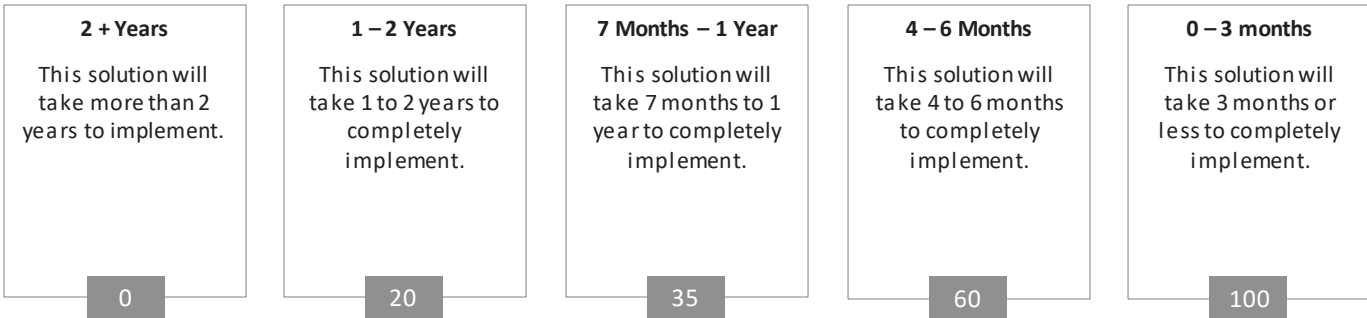 2 + Years
This solution will
take more than 2
years to implement.
0
1 – 2 Years
This solution will
take 1 to 2 years to
completely
implement.
20
7 Months – 1 Year
This solution will
take 7 months to 1
year to completely
implement.
35
4 – 6 Months
This solution will
take 4 to 6 months
to completely
implement.
60
0 – 3 months
This solution will
take 3 months or
less to completely
implement.
100